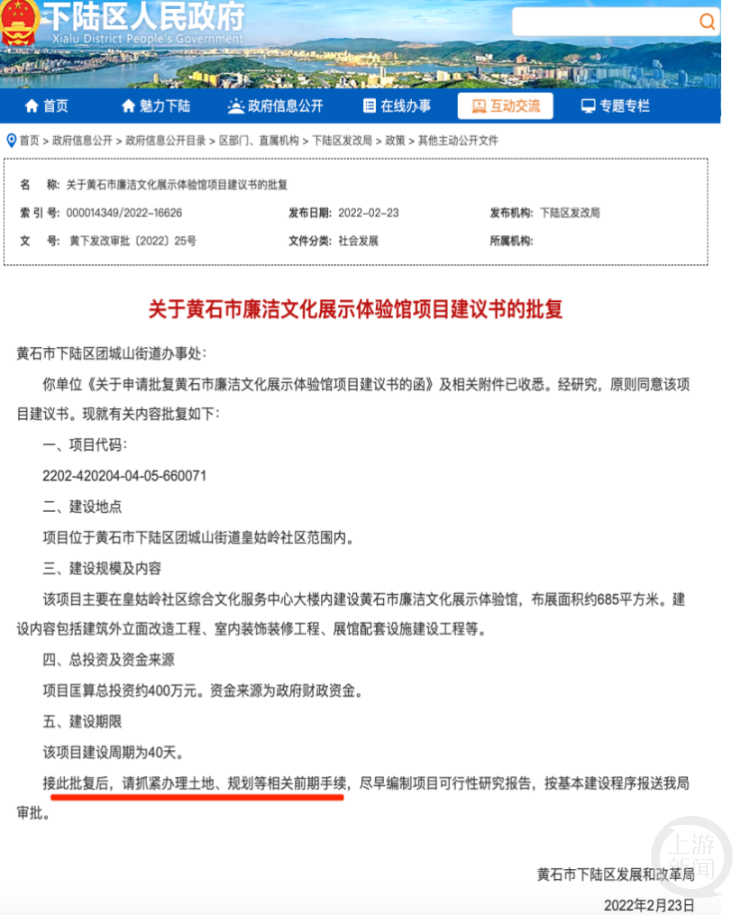 下陆区人民政府
Xialu District People's Government
首页 魅力下陆 政府信息公开 在线办事 互动交流 专题专栏
首页 > 政府信息公开 > 政府信息公开目录 > 区部门、直属机构 > 下陆区发改局 > 政策 > 其他主动公开文件
名 称: 关于黄石市廉洁文化展示体验馆项目建议书的批复
索 引 号: 000014349/2022-16626 发布日期: 2022-02-23 发布机构: 下陆区发改局
文 号: 黄下发改审批〔2022〕25号 文件分类: 社会发展 所属机构:
关于黄石市廉洁文化展示体验馆项目建议书的批复
黄石市下陆区团城山街道办事处:
你单位《关于申请批复黄石市廉洁文化展示体验馆项目建议书的函》及相关附件已收悉。经研究，原则同意该项
目建议书。现就有关内容批复如下:
一、项目代码:
2202-420204-04-05-660071
二、建设地点
项目位于黄石市下陆区团城山街道皇姑岭社区范围内。
三、建设规模及内容
该项目主要在皇姑岭社区综合文化服务中心大楼内建设黄石市廉洁文化展示体验馆，布展面积约685平方米。建
设内容包括建筑外立面改造工程、室内装饰装修工程、展馆配套设施建设工程等。
四、总投资及资金来源
项目匡算总投资约400万元。资金来源为政府财政资金。
五、建设期限
该项目建设周期为40天。
接此批复后，请抓紧办理土地、规划等相关前期手续，尽早编制项目可行性研究报告，按基本建设程序报送我局
审批。
黄石市下陆区发展和改革局
2022年2月23日
上游
新闻